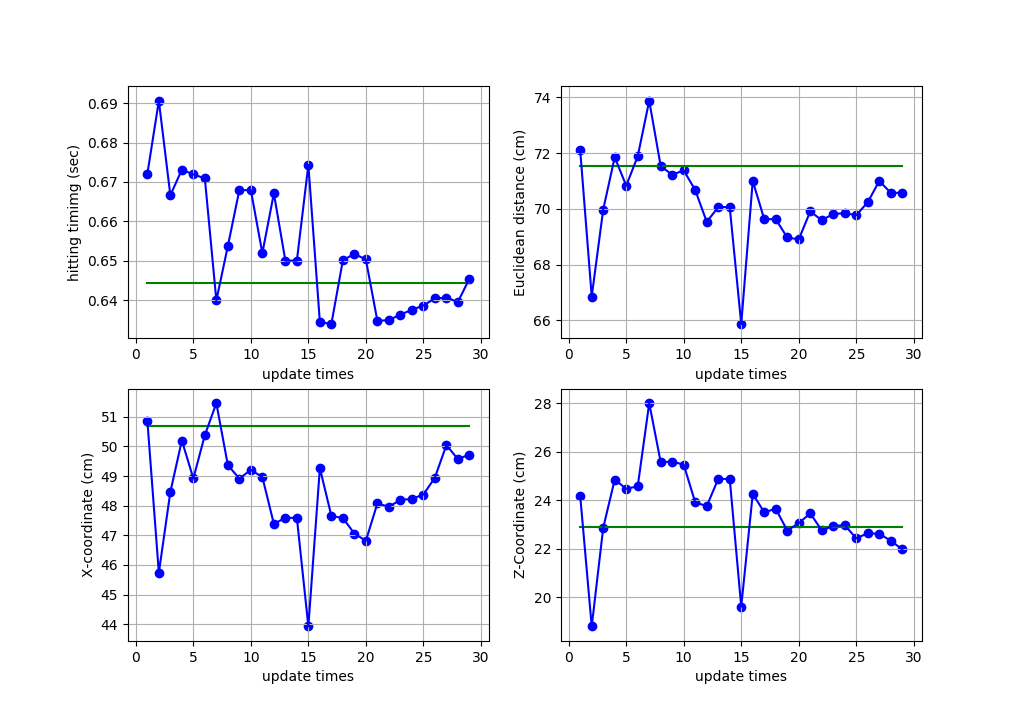 hitting timimg (sec)
0.69
0.68
0.67
0.66
0.65
0.64
0 5 10 15 20 25 30
update times
Euclidean distance (cm)
74
72
70
68
66
0 5 10 15 20 25 30
update times
X-coordinate (cm)
51
50
49
48
47
46
45
44
0 5 10 15 20 25 30
update times
Z-Coordinate (cm)
28
26
24
22
20
0 5 10 15 20 25 30
update times